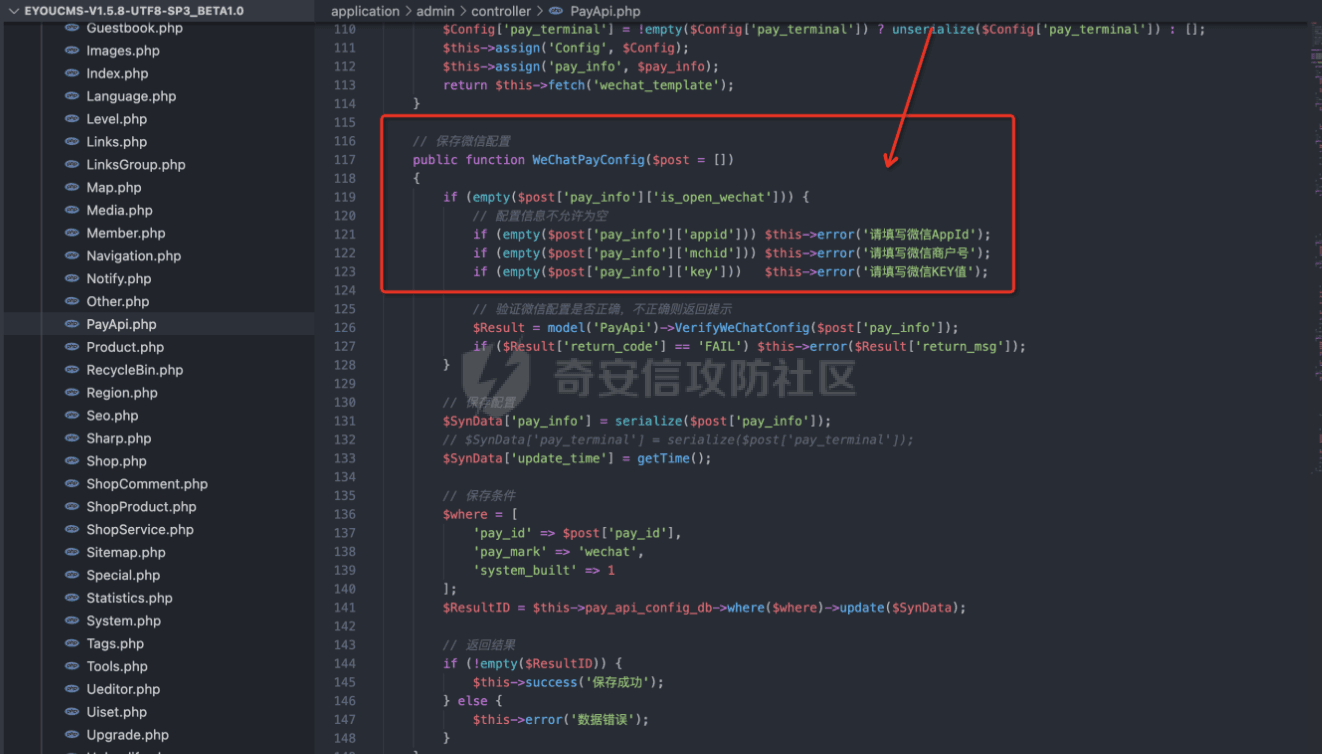 EYOUCMS-V1.5.8-UTF8-SP3_BETA1.0
Guestbook.php
Images.php
Index.php
Language.php
Level.php
Links.php
LinksGroup.php
Map.php
Media.php
Member.php
Navigation.php
Notify.php
Other.php
PayApi.php
Product.php
RecycleBin.php
Region.php
Seo.php
Sharp.php
Shop.php
ShopComment.php
ShopProduct.php
ShopService.php
Sitemap.php
Special.php
Statistics.php
System.php
Tags.php
Tools.php
Ueditor.php
Uiset.php
Upgrade.php
application > admin > controller > PayApi.php
110 $Config['pay_terminal'] = !empty($Config['pay_terminal']) ? unserialize($Config['pay_terminal']) : [];
111 $this->assign('Config', $Config);
112 $this->assign('pay_info', $pay_info);
113 return $this->fetch('wechat_template');
114 }
115
116 // 保存微信配置
117 public function WeChatPayConfig($post = [])
118 {
119 if (empty($post['pay_info']['is_open_wechat'])) {
120 // 配置信息不允许为空
121 if (empty($post['pay_info']['appid'])) $this->error('请填写微信AppId');
122 if (empty($post['pay_info']['mchid'])) $this->error('请填写微信商户号');
123 if (empty($post['pay_info']['key'])) $this->error('请填写微信KEY值');
124
125 // 验证微信配置是否正确，不正确则返回提示
126 $Result = model('PayApi')->VerifyWeChatConfig($post['pay_info']);
127 if ($Result['return_code'] == 'FAIL') $this->error($Result['return_msg']);
128 }
129
130 // 保存配置
131 $SynData['pay_info'] = serialize($post['pay_info']);
132 // $SynData['pay_terminal'] = serialize($post['pay_terminal']);
133 $SynData['update_time'] = getTime();
134
135 // 保存条件
136 $where = [
137 'pay_id' => $post['pay_id'],
138 'pay_mark' => 'wechat',
139 'system_built' => 1
140 ];
141 $ResultID = $this->pay_api_config_db->where($where)->update($SynData);
142
143 // 返回结果
144 if (!empty($ResultID)) {
145 $this->success('保存成功');
146 } else {
147 $this->error('数据错误');
148 }
奇安信攻防社区